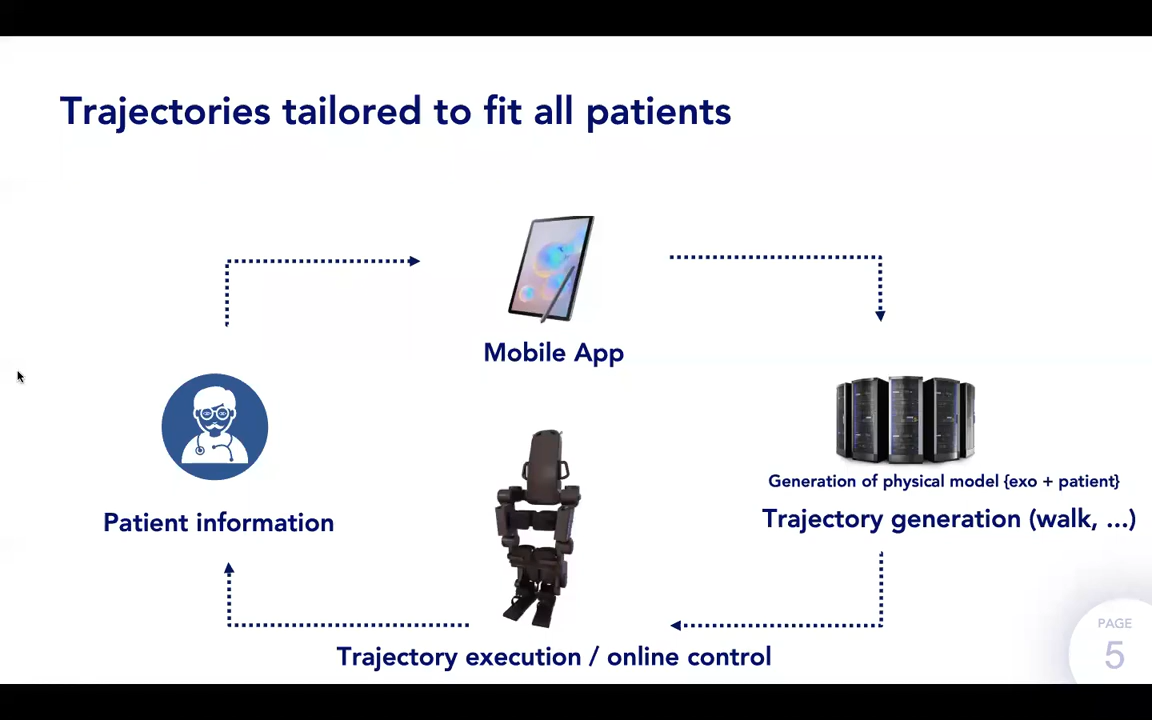 Trajectories tailored to fit all patients
Mobile App
Patient information
Generation of physical model {exo + patient}
Trajectory generation (walk, ...)
Trajectory execution / online control
PAGE
5